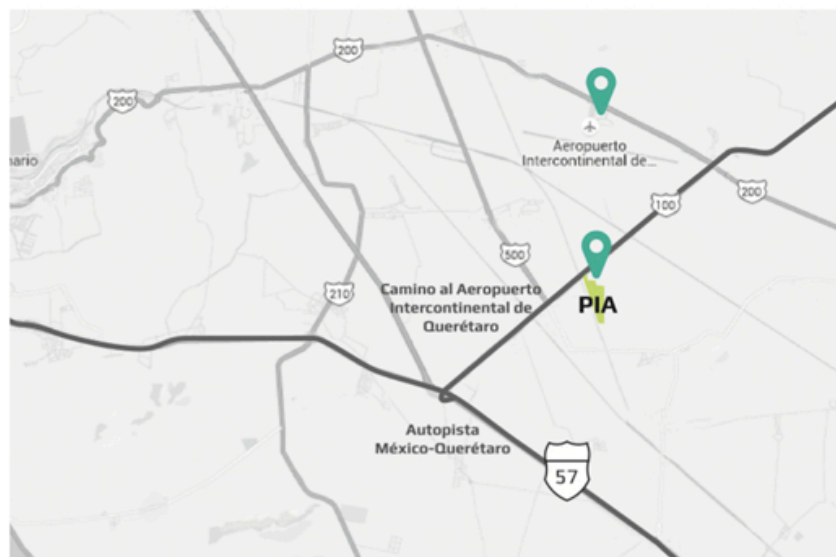 200
200
nario
Aeropuerto
Intercontinental de...
100
200
500
210
Camino al Aeropuerto
Intercontinental de
Querétaro
PIA
Autopista
México-Querétaro
57